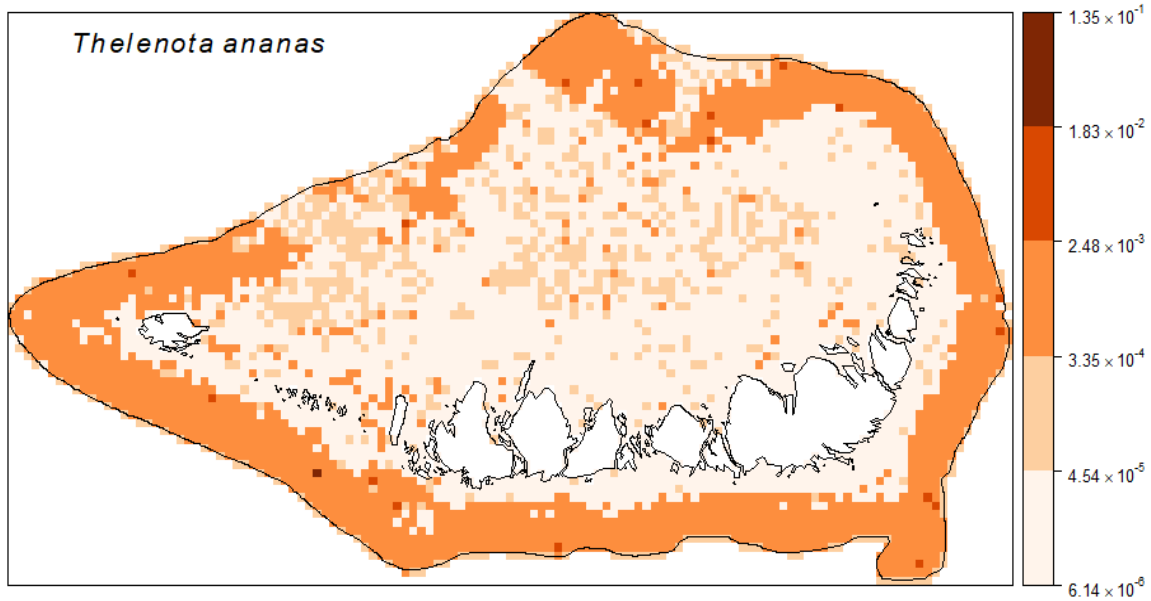 Thelenota ananas
1.35 × 10⁻¹
1.83 × 10⁻²
2.48 × 10⁻³
3.35 × 10⁻⁴
4.54 × 10⁻⁵
6.14 × 10⁻⁶